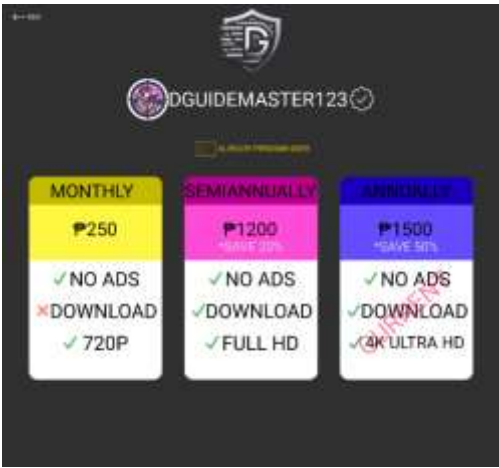 DGUIDEMASTER123
MONTHLY
₱250
✓ NO ADS
×DOWNLOAD
✓ 720P
SEMIANNUALLY
₱1200
*SAVE 20%
✓ NO ADS
✓DOWNLOAD
✓FULL HD
ANNUALLY
₱1500
*SAVE 50%
✓ NO ADS
✓DOWNLOAD
✓4K ULTRA HD
CURRENT